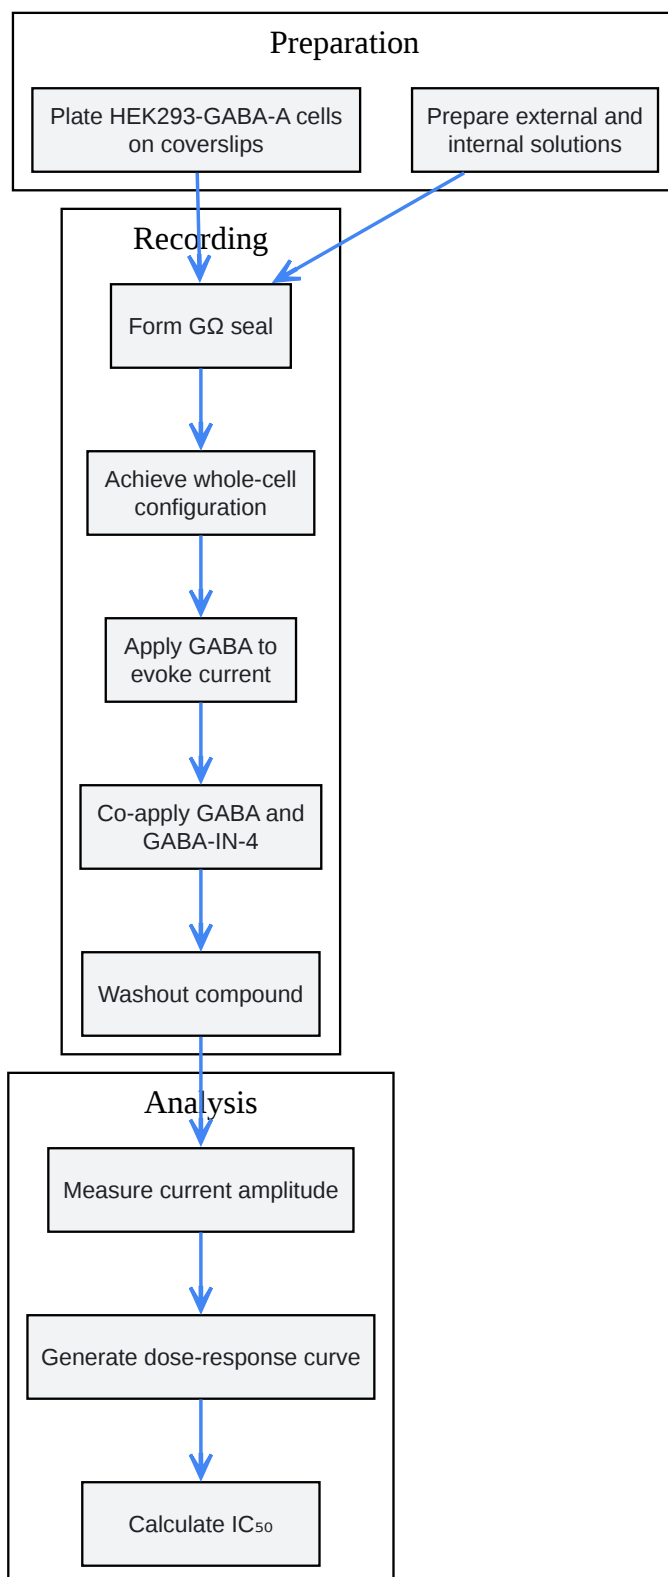 Preparation
Plate HEK293-GABA-A cells
on coverslips
Prepare external and
internal solutions
Recording
Form GΩ seal
Achieve whole-cell
configuration
Apply GABA to
evoke current
Co-apply GABA and
GABA-IN-4
Washout compound
Analysis
Measure current amplitude
Generate dose-response curve
Calculate IC₅₀